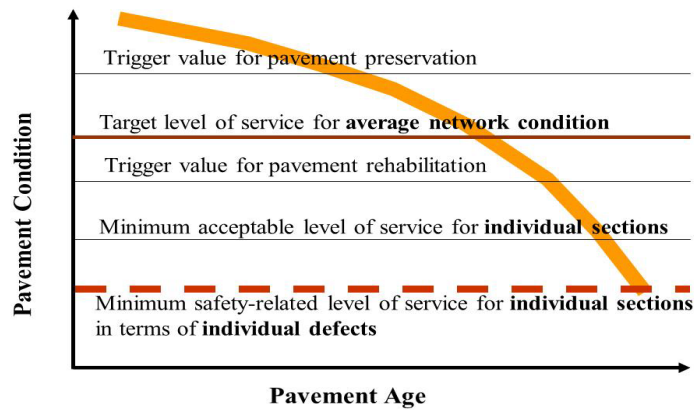 Trigger value for pavement preservation
Target level of service for average network condition
Trigger value for pavement rehabilitation
Minimum acceptable level of service for individual sections
Minimum safety-related level of service for individual sections
in terms of individual defects
Pavement Condition
Pavement Age